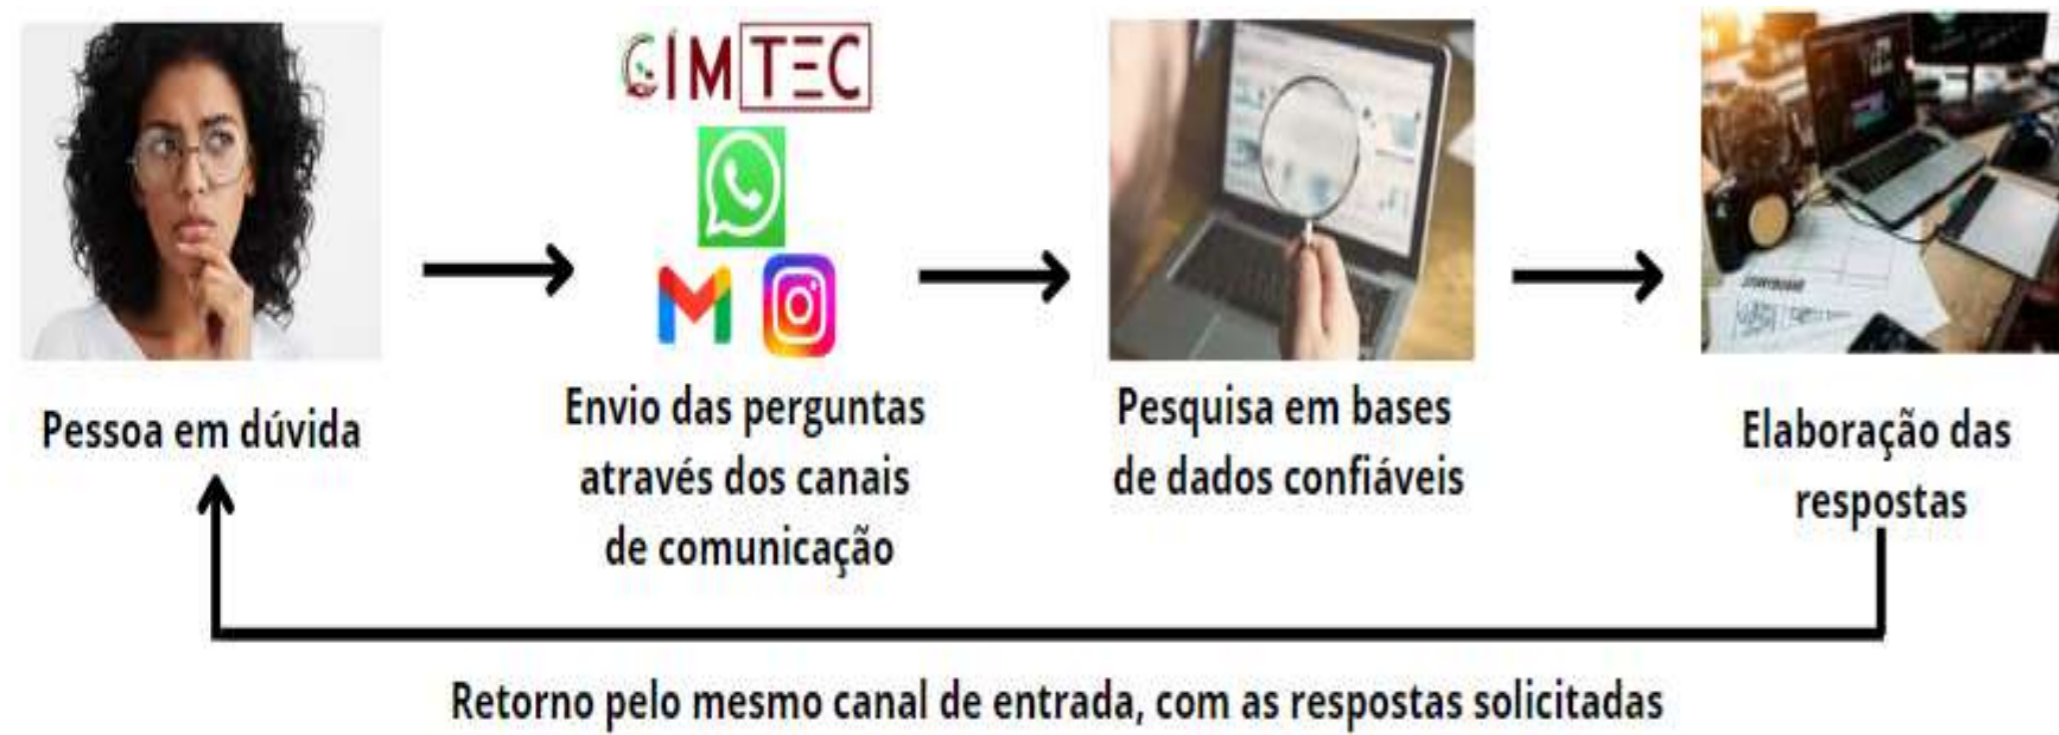 CIMTEC
Pessoa em dúvida
Envio das perguntas
através dos canais
de comunicação
Pesquisa em bases
de dados confiáveis
Elaboração das
respostas
Retorno pelo mesmo canal de entrada, com as respostas solicitadas